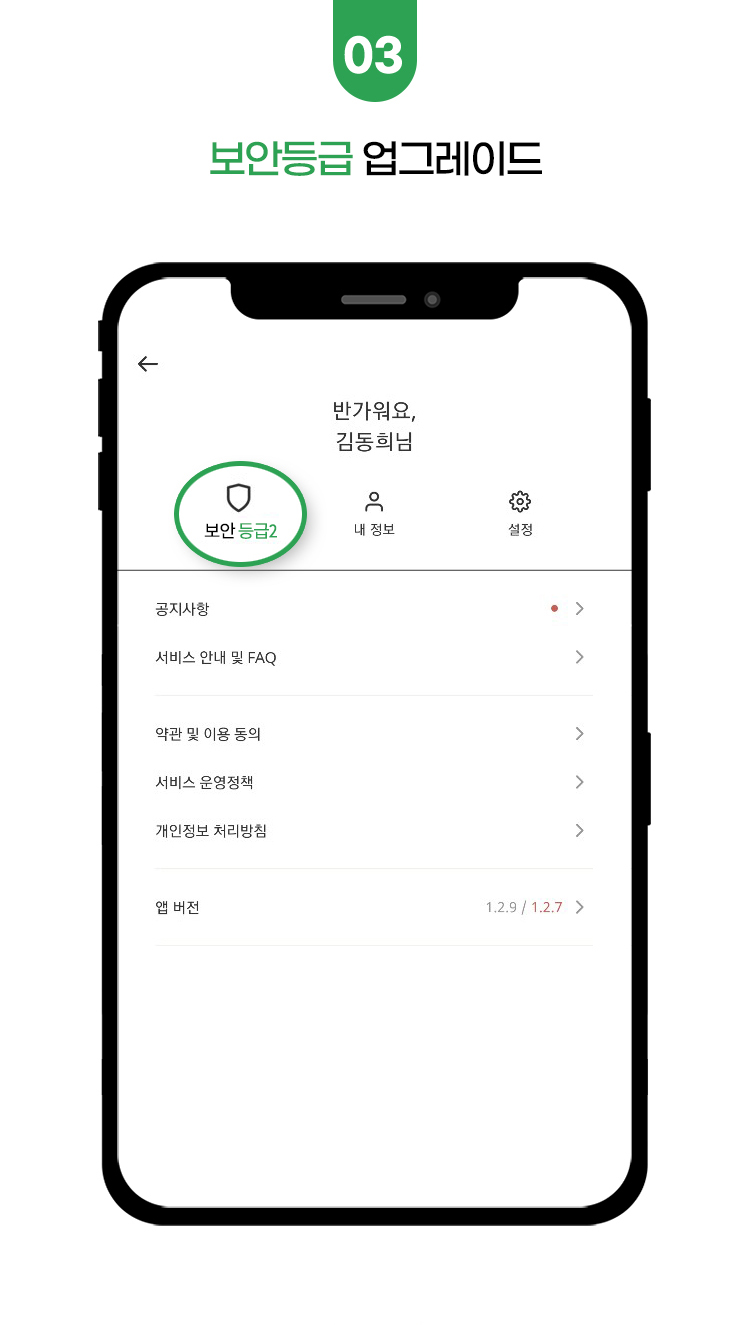 03
보안등급 업그레이드
반가워요,
김동희님
보안 등급2
내 정보
설정
공지사항
서비스 안내 및 FAQ
약관 및 이용 동의
서비스 운영정책
개인정보 처리방침
앱 버전 1.2.9 / 1.2.7